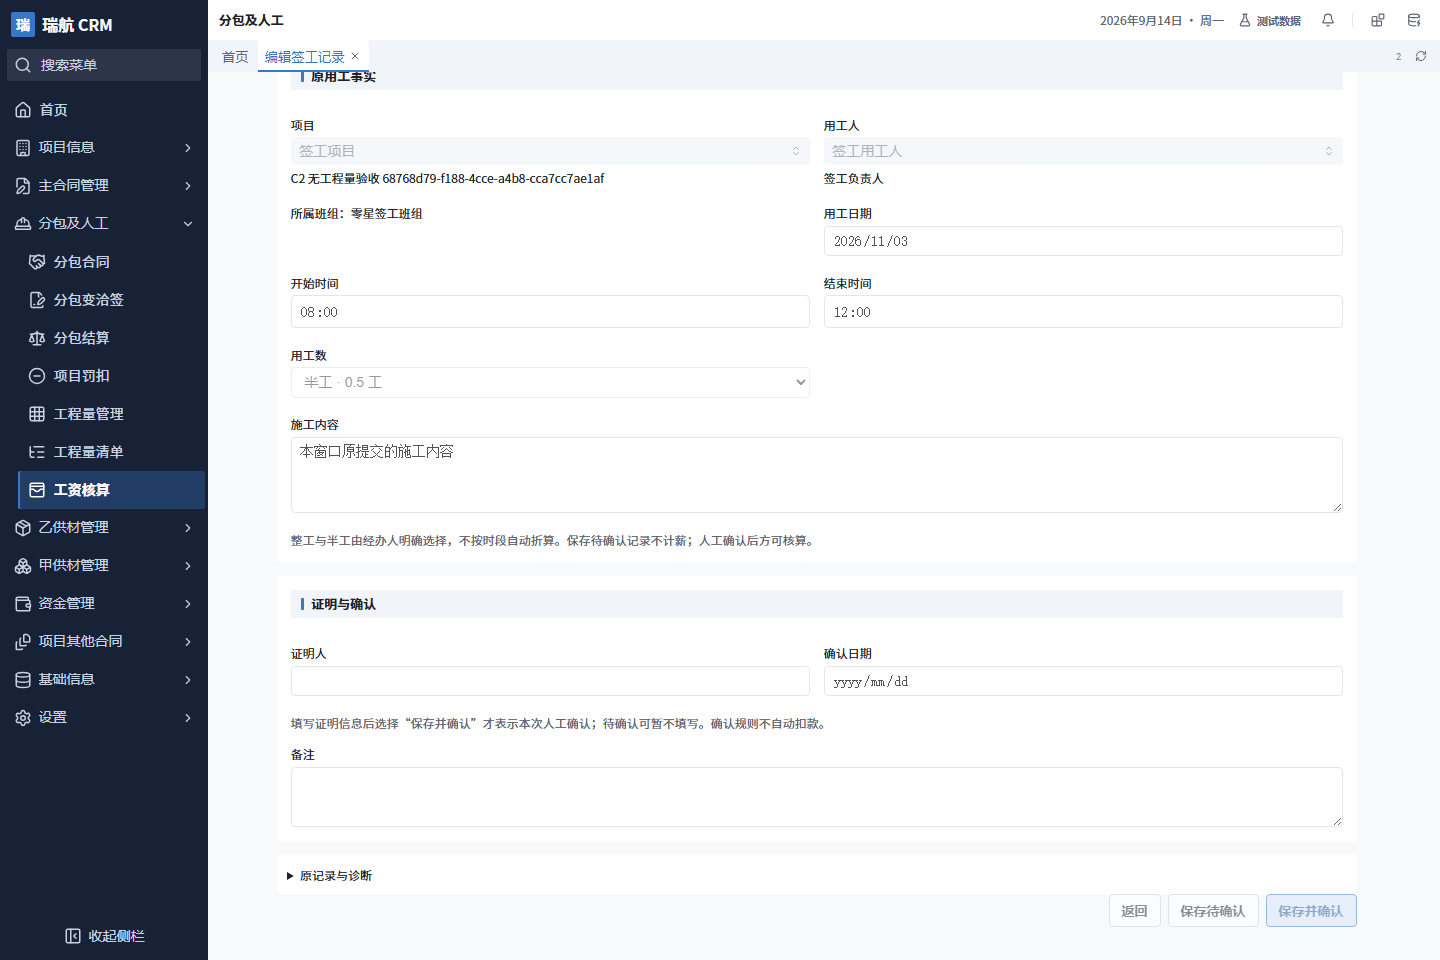 瑞 瑞航 CRM
搜索菜单
首页
项目信息
主合同管理
分包及人工
分包合同
分包变洽签
分包结算
项目罚扣
工程量管理
工程量清单
工资核算
乙供材管理
甲供材管理
资金管理
项目其他合同
基础信息
设置
收起侧栏
分包及人工
2026年9月14日 · 周一
测试数据
首页
编辑签工记录 ×
2
原用工事实
项目
用工人
签工项目
签工用工人
C2 无工程量验收 68768d79-f188-4cce-a4b8-cca7cc7ae1af
签工负责人
所属班组：零星签工班组
用工日期
2026/11/03
开始时间
结束时间
08:00
12:00
用工数
半工 · 0.5 工
施工内容
本窗口原提交的施工内容
整工与半工由经办人明确选择，不按时段自动折算。保存待确认记录不计薪；人工确认后方可核算。
证明与确认
证明人
确认日期
yyyy/mm/dd
填写证明信息后选择“保存并确认”才表示本次人工确认；待确认可暂不填写。确认规则不自动扣款。
备注
原记录与诊断
返回
保存待确认
保存并确认